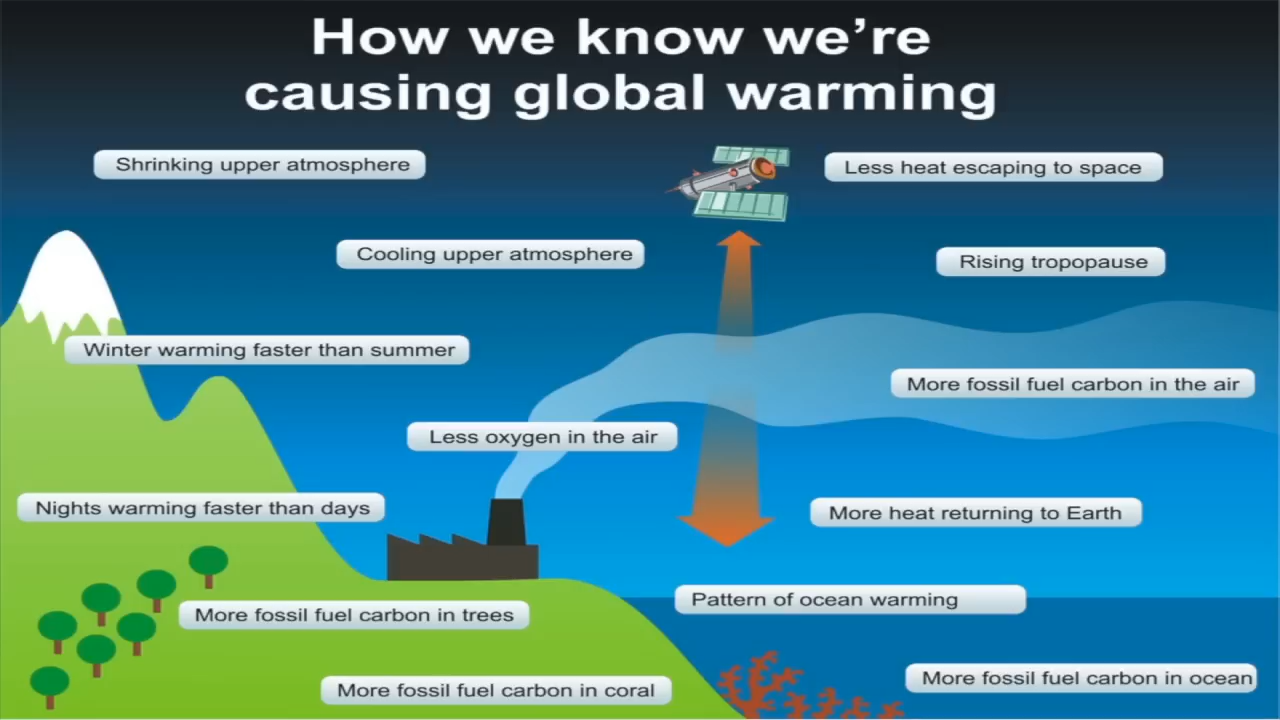 How we know we’re
causing global warming
Shrinking upper atmosphere
Less heat escaping to space
Cooling upper atmosphere
Rising tropopause
Winter warming faster than summer
More fossil fuel carbon in the air
Less oxygen in the air
Nights warming faster than days
More heat returning to Earth
Pattern of ocean warming
More fossil fuel carbon in trees
More fossil fuel carbon in ocean
More fossil fuel carbon in coral